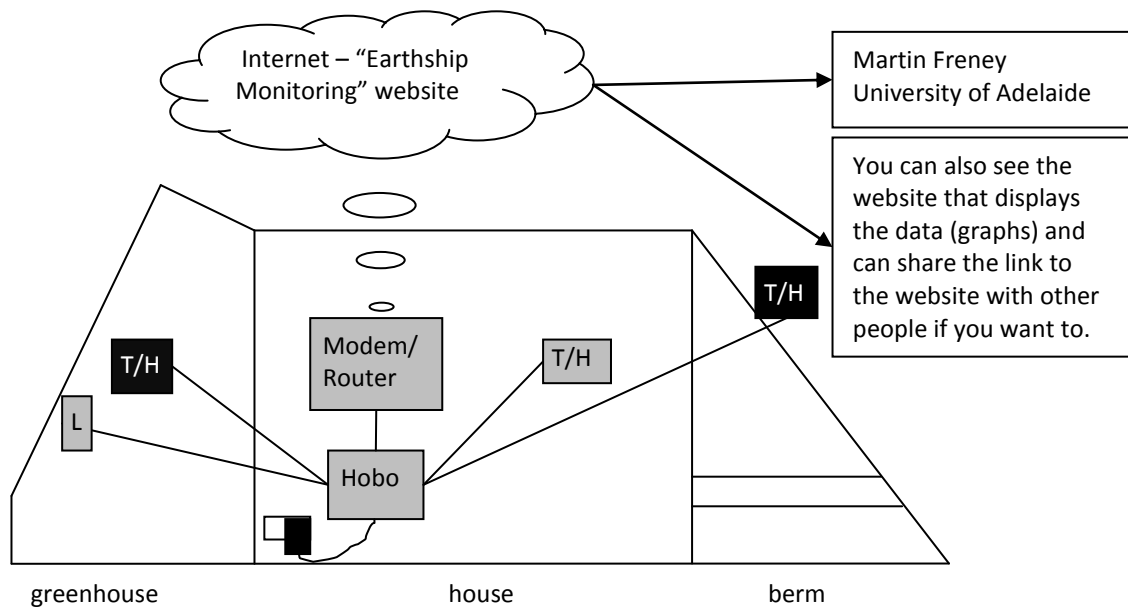 Internet – “Earthship
Monitoring” website
Martin Freney
University of Adelaide
You can also see the
website that displays
the data (graphs) and
can share the link to
the website with other
people if you want to.
T/H
Modem/
Router
T/H
T/H
L
Hobo
greenhouse
house
berm